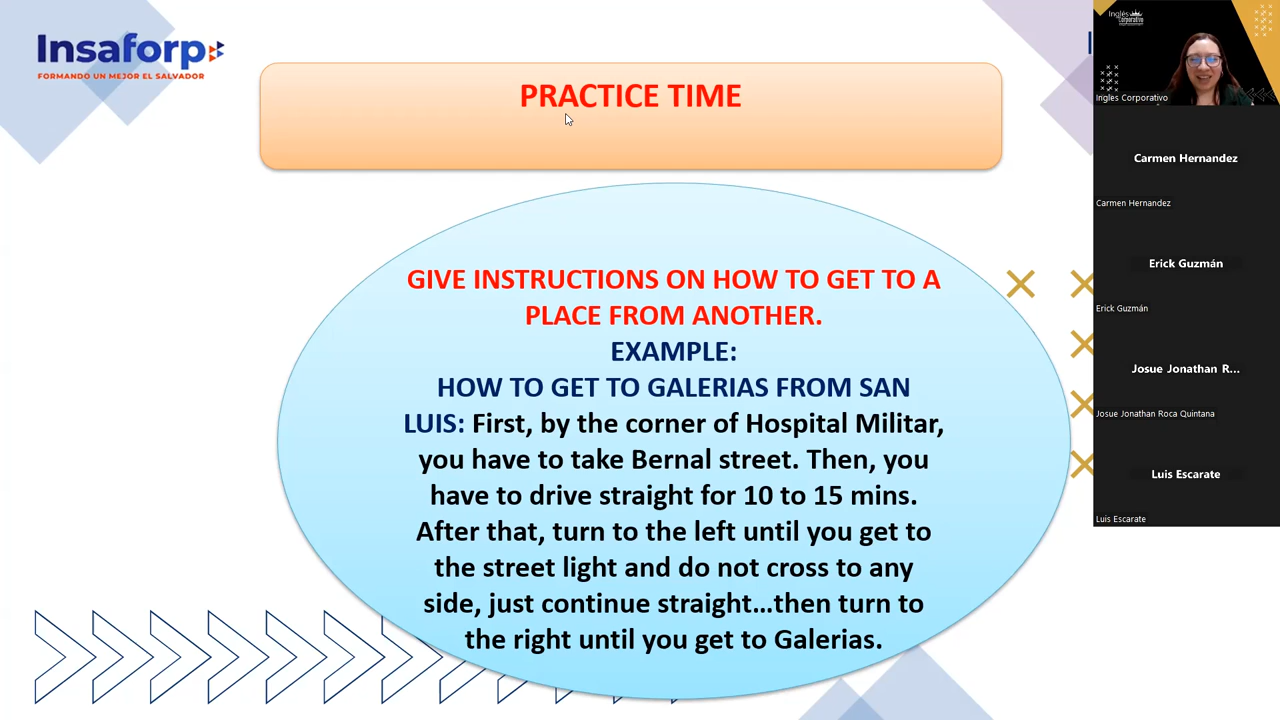 Insaforp
FORMANDO UN MEJOR EL SALVADOR
PRACTICE TIME
GIVE INSTRUCTIONS ON HOW TO GET TO A
PLACE FROM ANOTHER.
EXAMPLE:
HOW TO GET TO GALERIAS FROM SAN
LUIS: First, by the corner of Hospital Militar,
you have to take Bernal street. Then, you
have to drive straight for 10 to 15 mins.
After that, turn to the left until you get to
the street light and do not cross to any
side, just continue straight...then turn to
the right until you get to Galerias.
Inglés
Corporativo
Ingles Corporativo
Carmen Hernandez
Carmen Hernandez
Erick Guzmán
Erick Guzmán
Josue Jonathan R...
Josue Jonathan Roca Quintana
Luis Escarate
Luis Escarate